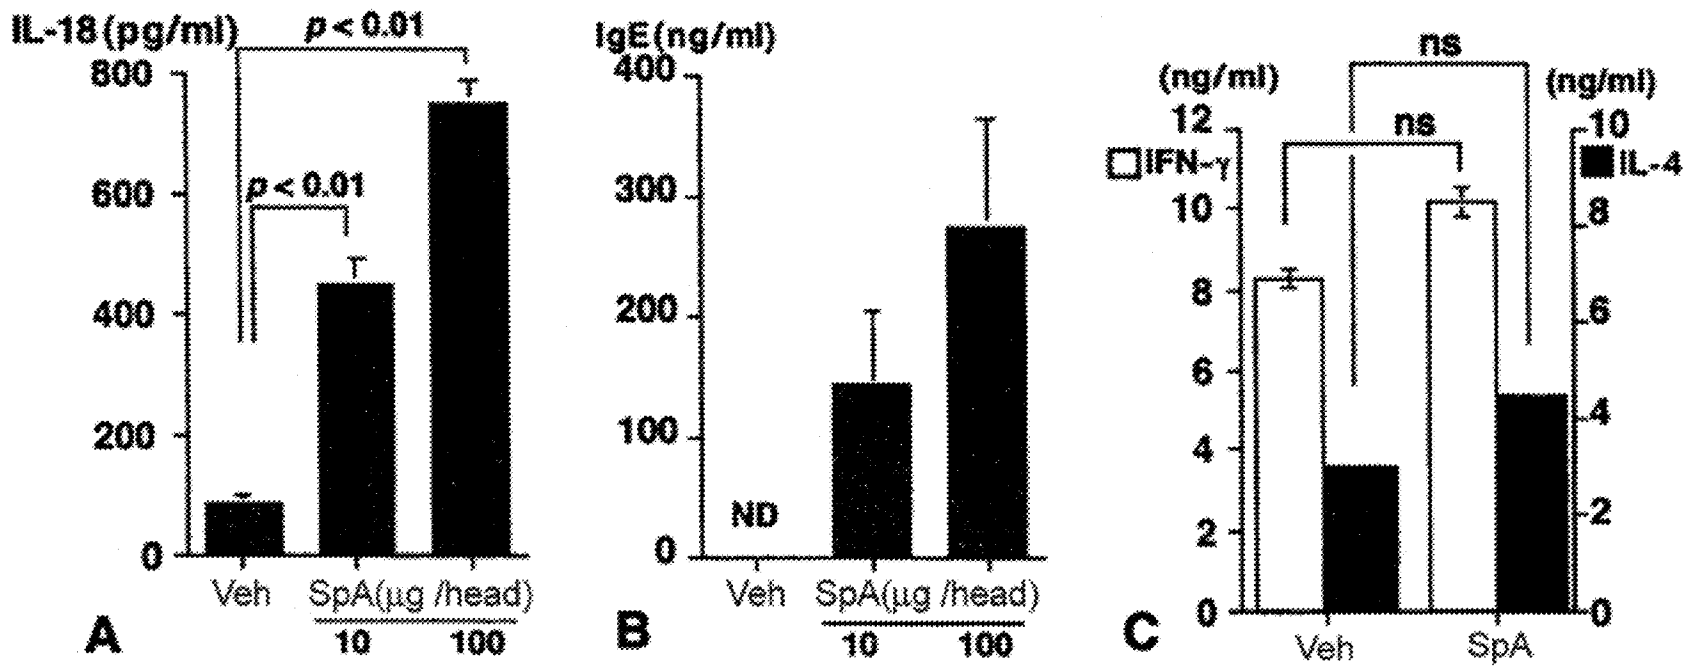 IL-18(pg/ml)
p < 0.01
800
600
p < 0.01
400
200
0
Veh
SpA(μg /head)
10
100
A
IgE(ng/ml)
400
300
200
100
0
ND
Veh
SpA(μg /head)
10
100
B
ns
(ng/ml)
(ng/ml)
ns
12
10
8
6
4
2
0
IFN-γ
10
8
6
4
2
0
IL-4
Veh
SpA
C